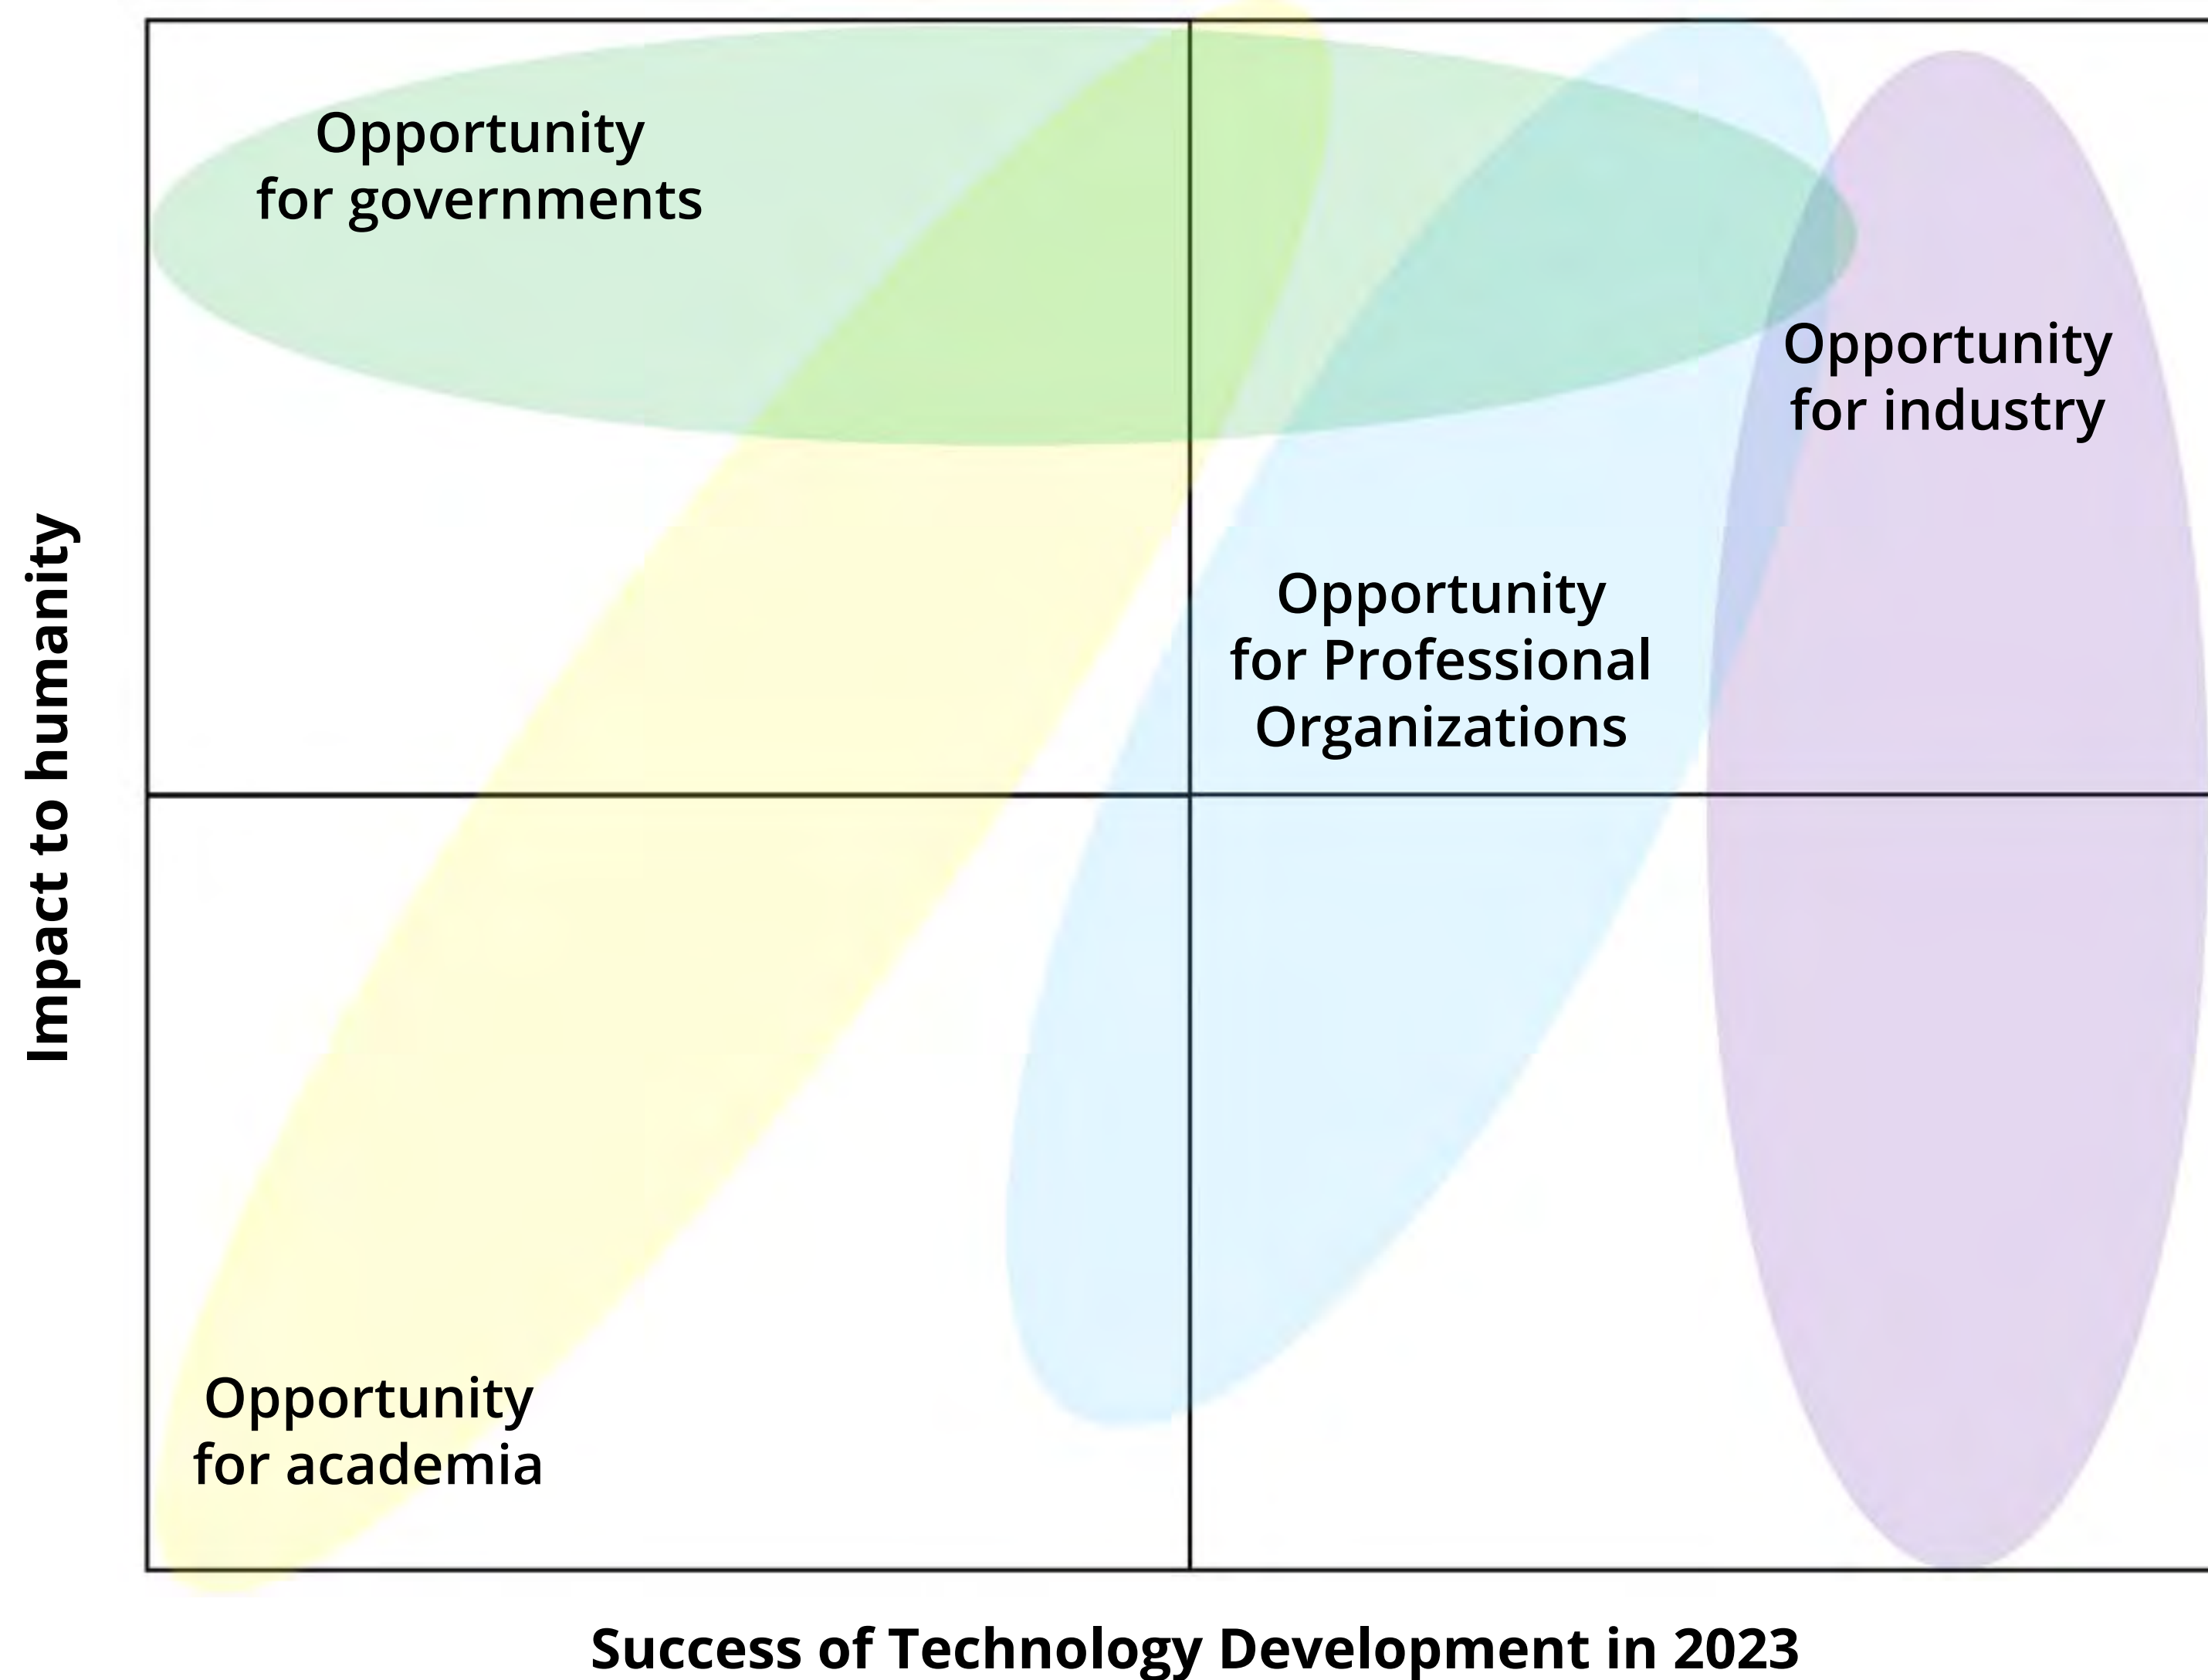 Opportunity
for governments
Opportunity
for industry
Impact to humanity
Opportunity
for Professional
Organizations
Opportunity
for academia
Success of Technology Development in 2023